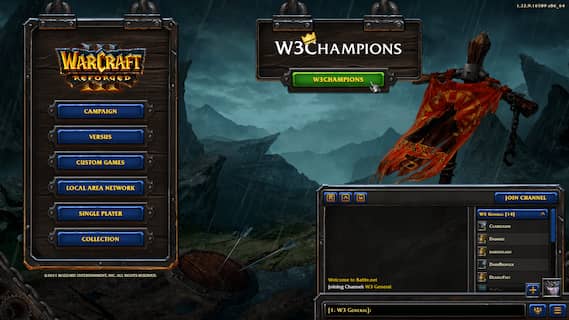 1.32.9.16589 x86_64
WARCRAFT
III
REFORGED
W3CHAMPIONS
W3CHAMPIONS
CAMPAIGN
VERSUS
CUSTOM GAMES
LOCAL AREA NETWORK
SINGLE PLAYER
COLLECTION
JOIN CHANNEL
W3 GENERAL [14]
Welcome to Battle.net
Joining Channel: W3 General
[1. W3 GENERAL]: